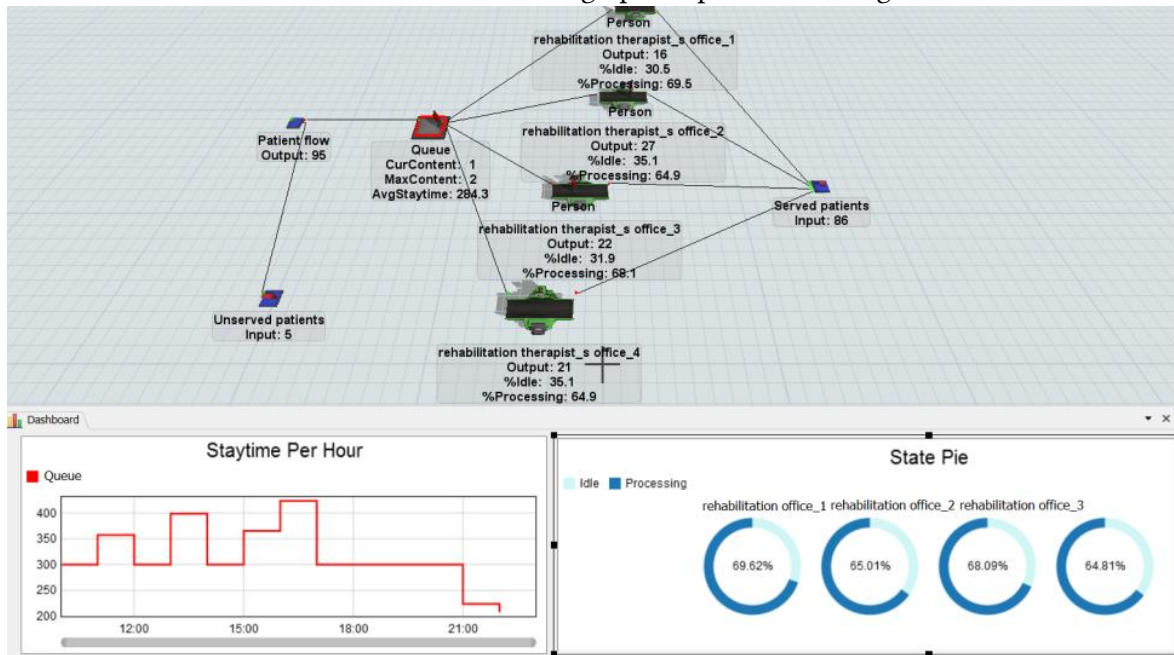 Person
rehabilitation therapist_s office_1
Output: 16
%Idle: 30.5
%Processing: 69.5
Person
rehabilitation therapist_s office_2
Output: 27
%Idle: 35.1
%Processing: 64.9
Patient flow
Output: 95
Queue
CurContent: 1
MaxContent: 2
AvgStaytime: 284.3
Person
rehabilitation therapist_s office_3
Output: 22
%Idle: 31.9
%Processing: 68.1
Served patients
Input: 86
Unserved patients
Input: 5
rehabilitation therapist_s office_4
Output: 21
%Idle: 35.1
%Processing: 64.9
Dashboard
Staytime Per Hour
Queue
400
350
300
250
200
12:00 15:00 18:00 21:00
State Pie
Idle Processing
rehabilitation office_1 rehabilitation office_2 rehabilitation office_3
69.62% 65.01% 68.09% 64.81%